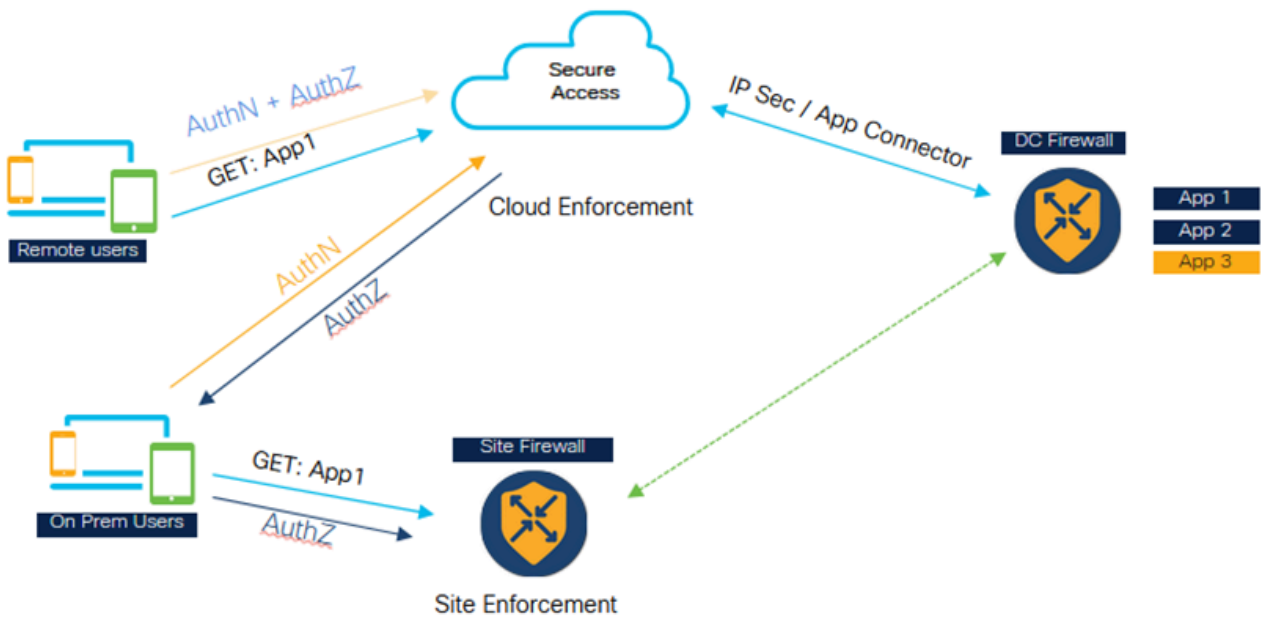 Secure
Access
AuthN + AuthZ
GET: App1
Remote users
IP Sec / App Connector
DC Firewall
App 1
App 2
App 3
Cloud Enforcement
AuthN
AuthZ
On Prem Users
GET: App1
AuthZ
Site Firewall
Site Enforcement